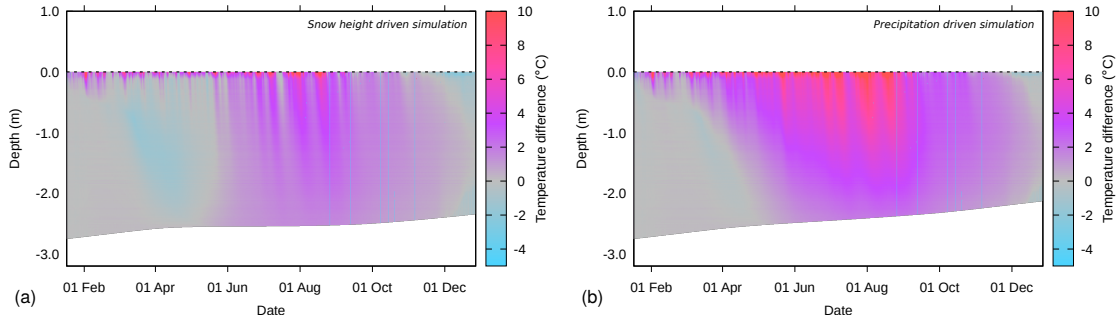 Snow height driven simulation
1.0
0.0
-1.0
-2.0
-3.0
Depth (m)
01 Feb 01 Apr 01 Jun 01 Aug 01 Oct 01 Dec
Date
10
8
6
4
2
0
-2
-4
Temperature difference (°C)
(a)
Precipitation driven simulation
1.0
0.0
-1.0
-2.0
-3.0
Depth (m)
01 Feb 01 Apr 01 Jun 01 Aug 01 Oct 01 Dec
Date
10
8
6
4
2
0
-2
-4
Temperature difference (°C)
(b)